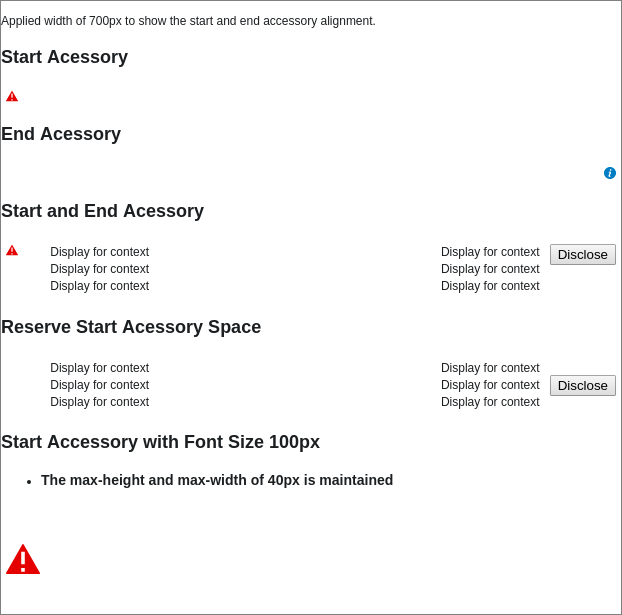 Applied width of 700px to show the start and end accessory alignment.
Start Acessory
End Acessory
Start and End Acessory
Display for context Display for context Disclose
Display for context Display for context
Display for context Display for context
Reserve Start Acessory Space
Display for context Display for context
Display for context Display for context Disclose
Display for context Display for context
Start Accessory with Font Size 100px
• The max-height and max-width of 40px is maintained